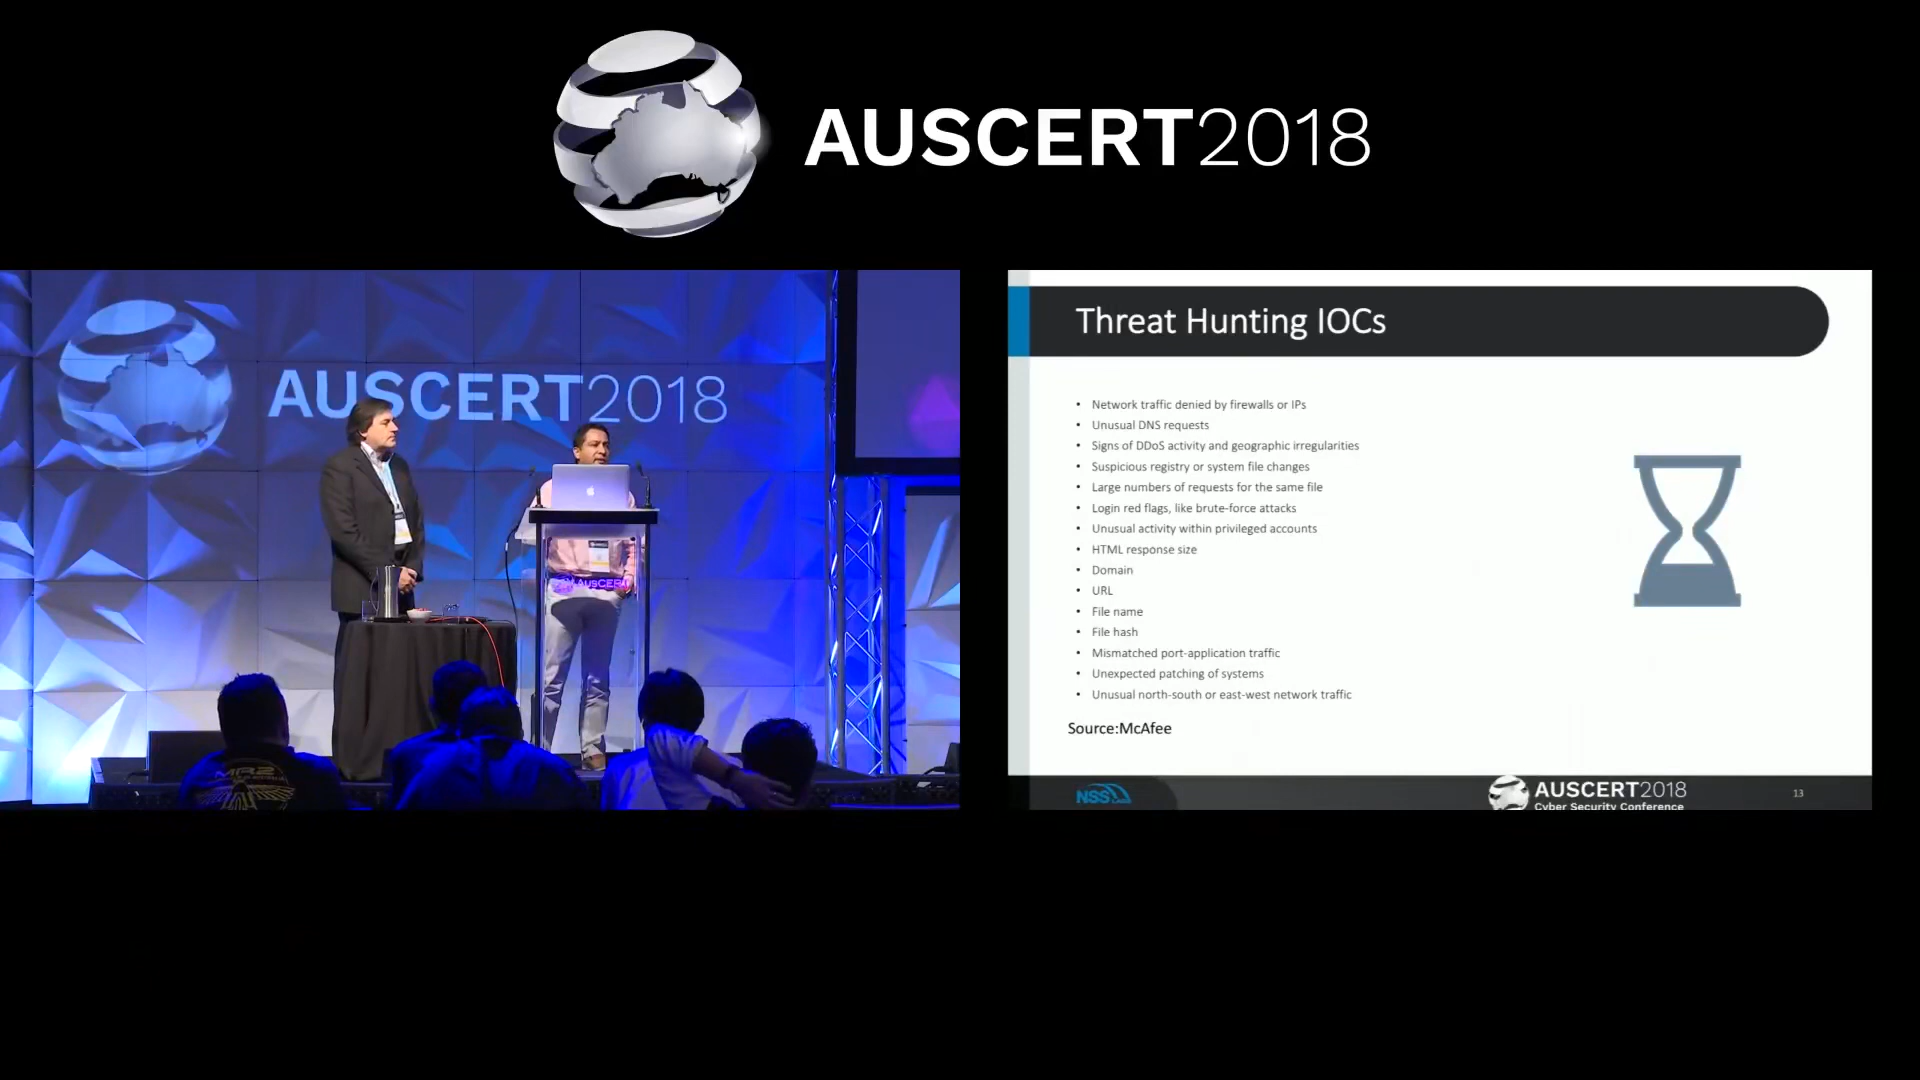 AUSCERT2018
AUSCERT2018
AUSCERT
MR2
Threat Hunting IOCs
• Network traffic denied by firewalls or IPs
• Unusual DNS requests
• Signs of DDoS activity and geographic irregularities
• Suspicious registry or system file changes
• Large numbers of requests for the same file
• Login red flags, like brute-force attacks
• Unusual activity within privileged accounts
• HTML response size
• Domain
• URL
• File name
• File hash
• Mismatched port-application traffic
• Unexpected patching of systems
• Unusual north-south or east-west network traffic
Source:McAfee
NSS
AUSCERT2018
Cyber Security Conference
13